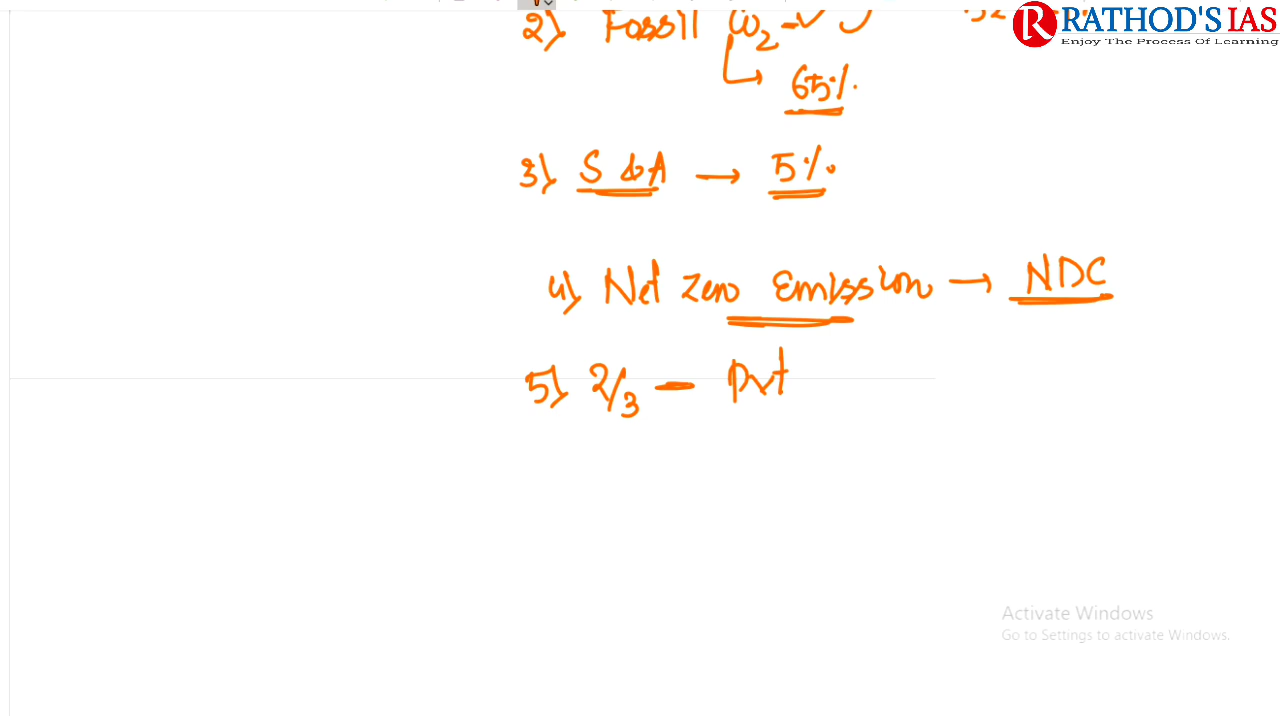 RATHOD'S IAS
Enjoy The Process Of Learning
2) Fossil CO2 -
→ 65%
3) S & A → 5%
4) Net zero Emission → NDC
5) 2/3 - Pvt
Activate Windows
Go to Settings to activate Windows.